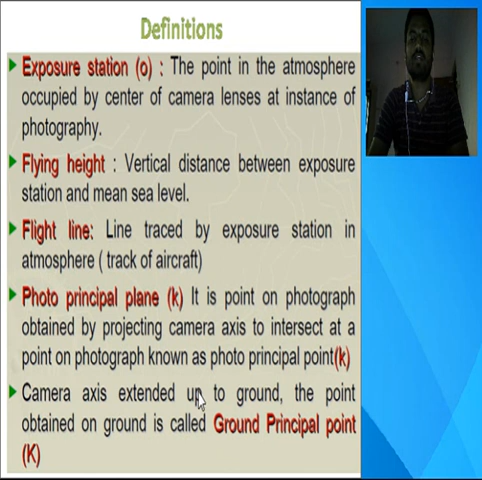 Definitions
Exposure station (o) : The point in the atmosphere
occupied by center of camera lenses at instance of
photography.
Flying height : Vertical distance between exposure
station and mean sea level.
Flight line: Line traced by exposure station in
atmosphere ( track of aircraft)
Photo principal plane (k) It is point on photograph
obtained by projecting camera axis to intersect at a
point on photograph known as photo principal point(k)
Camera axis extended up to ground, the point
obtained on ground is called Ground Principal point
(K)